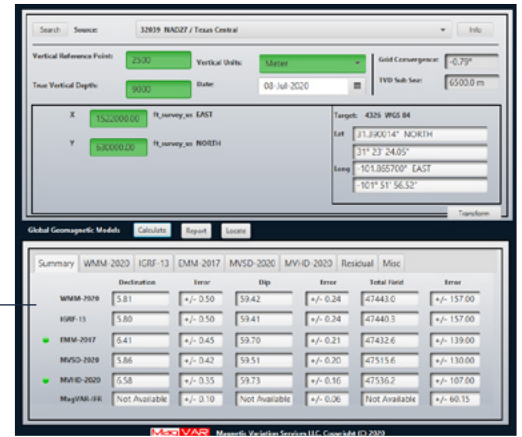 Search Source: 32039 NAD27 / Texas Central Info
Vertical Reference Point: 2500 Vertical Units: Meter Grid Convergence: -0.79°
True Vertical Depth: 9000 Date: 08-Jul-2020 TVD Sub Sea: 6500.0 m
X 1522000.00 ft_survey_us EAST Target: 4326 WGS 84
Lat 31.390014° NORTH
Y 630000.00 ft_survey_us NORTH
31° 23' 24.05"
Long -101.865700° EAST
-101° 51' 56.52"
Transform
Global Geomagnetic Models Calculate Report Locate
Summary WMM-2020 IGRF-13 EMM-2017 MVSD-2020 MVHD-2020 Residual Misc
Declination Error Dip Error Total Field Error
WMM-2020 5.81 +/- 0.50 59.42 +/- 0.24 47443.0 +/- 157.00
IGRF-13 5.80 +/- 0.50 59.41 +/- 0.24 47440.3 +/- 157.00
EMM-2017 6.41 +/- 0.45 59.70 +/- 0.21 47432.6 +/- 139.00
MVSD-2020 5.86 +/- 0.42 59.51 +/- 0.20 47515.6 +/- 130.00
MVHD-2020 6.58 +/- 0.35 59.73 +/- 0.16 47536.2 +/- 107.00
MagVAR-IFR Not Available +/- 0.10 Not Available +/- 0.06 Not Available +/- 60.15
MagVAR Magnetic Variation Services LLC, Copyright (C) 2020